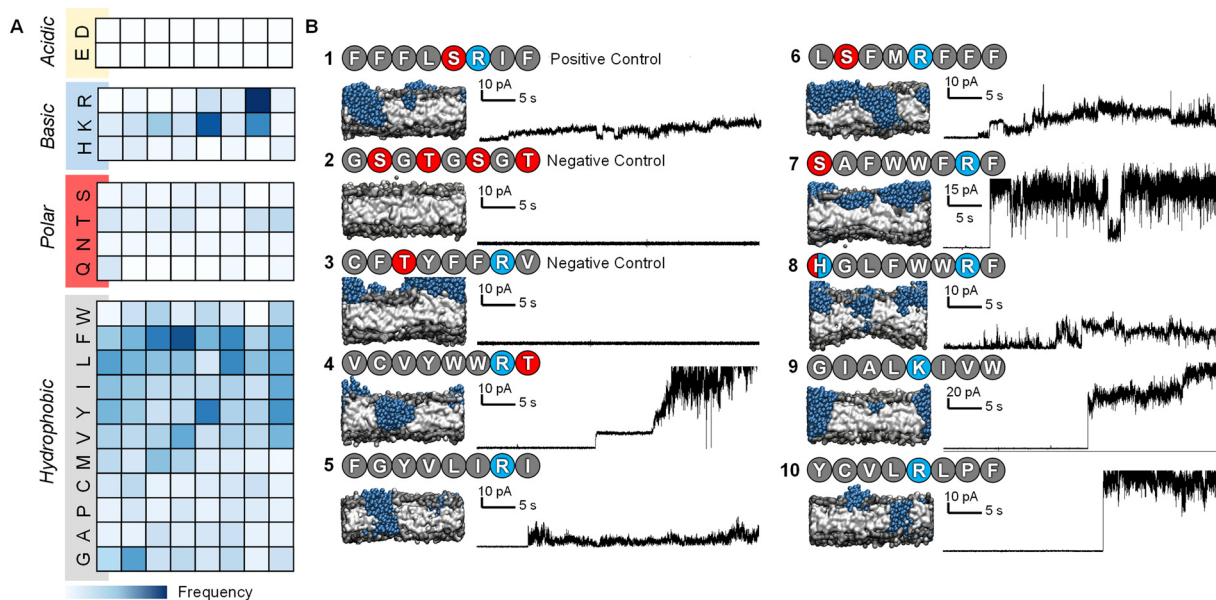 A
Acidic
E D
Basic
H K R
Polar
Q N T S
Hydrophobic
G A P C M V Y I L F W
Frequency
B
1 F F F L S R I F Positive Control
10 pA
5 s
2 G S G T G S G T Negative Control
10 pA
5 s
3 C F T Y F F R V Negative Control
10 pA
5 s
4 V C V Y W W R T
10 pA
5 s
5 F G Y V L I R I
10 pA
5 s
6 L S F M R F F F
10 pA
5 s
7 S A F W W F R F
15 pA
5 s
8 H G L F W W R F
10 pA
5 s
9 G I A L K I V W
20 pA
5 s
10 Y C V L R L P F
10 pA
5 s